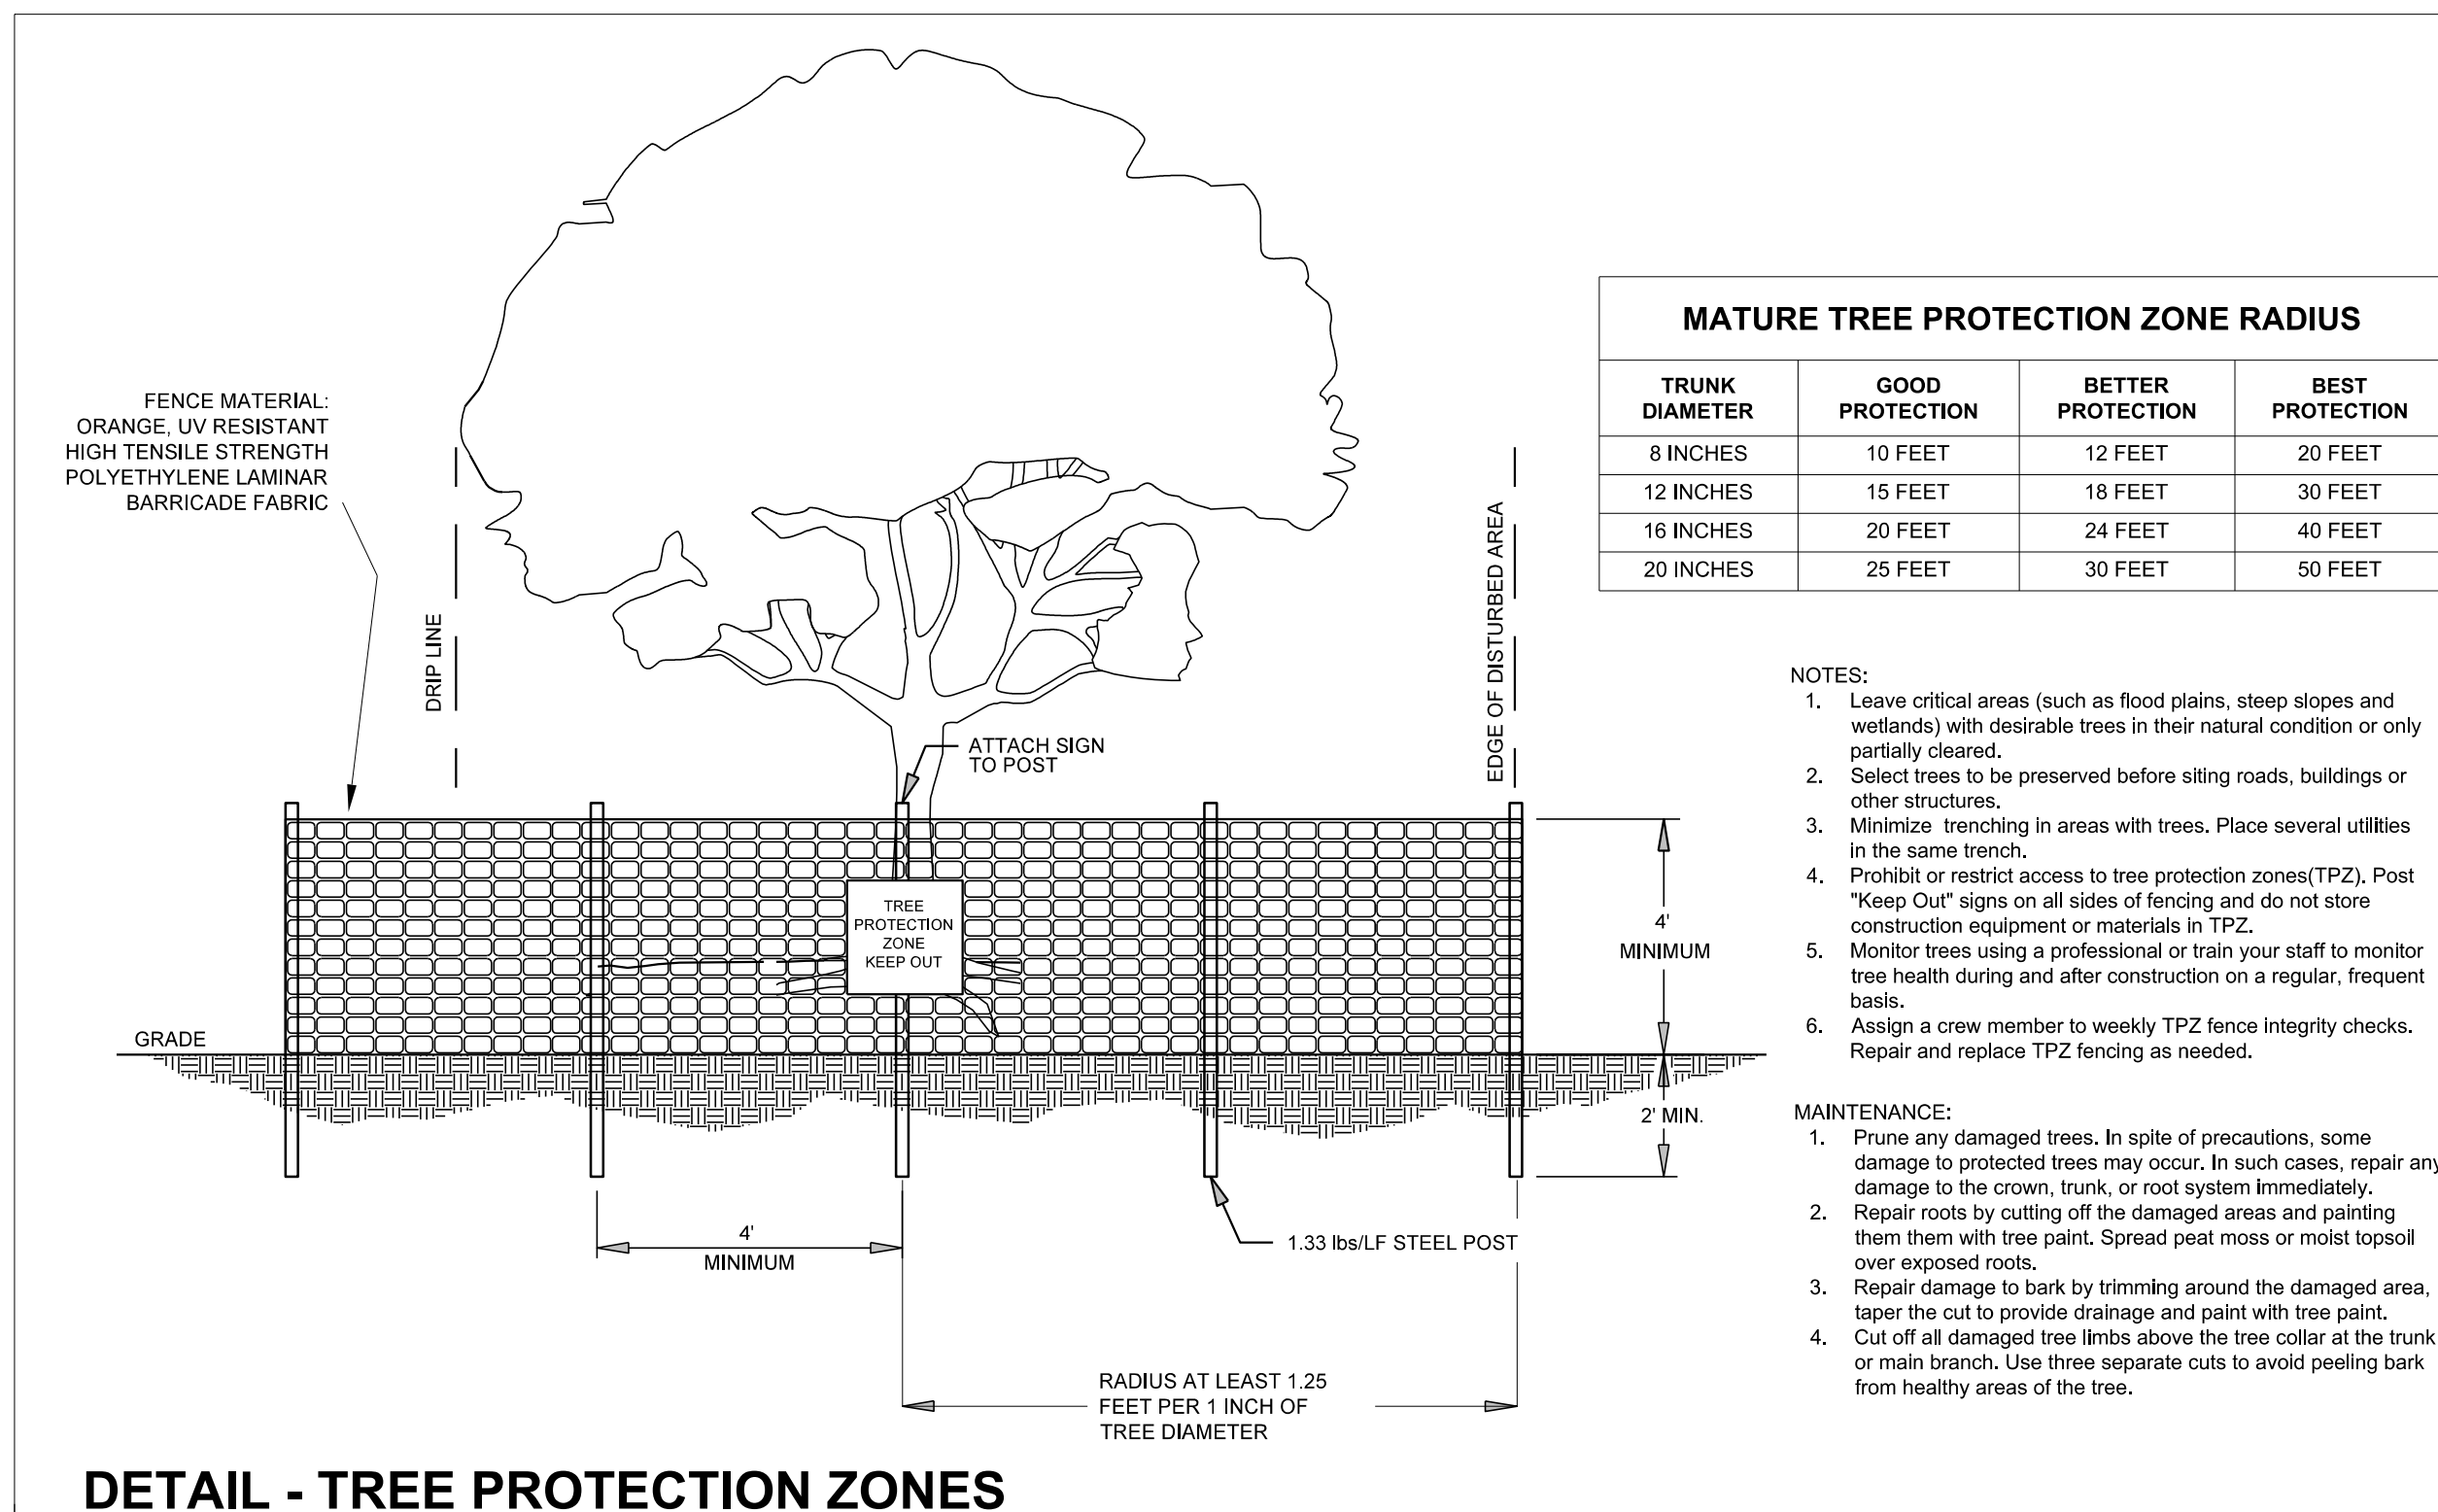 FENCE MATERIAL:
ORANGE, UV RESISTANT
HIGH TENSILE STRENGTH
POLYETHYLENE LAMINAR
BARRICADE FABRIC
DRIP LINE
EDGE OF DISTURBED AREA
ATTACH SIGN
TO POST
TREE
PROTECTION
ZONE
KEEP OUT
GRADE
4'
MINIMUM
2' MIN.
4'
MINIMUM
1.33 lbs/LF STEEL POST
RADIUS AT LEAST 1.25
FEET PER 1 INCH OF
TREE DIAMETER
MATURE TREE PROTECTION ZONE RADIUS
TRUNK DIAMETER GOOD PROTECTION BETTER PROTECTION BEST PROTECTION
8 INCHES 10 FEET 12 FEET 20 FEET
12 INCHES 15 FEET 18 FEET 30 FEET
16 INCHES 20 FEET 24 FEET 40 FEET
20 INCHES 25 FEET 30 FEET 50 FEET
NOTES:
1. Leave critical areas (such as flood plains, steep slopes and
wetlands) with desirable trees in their natural condition or only
partially cleared.
2. Select trees to be preserved before siting roads, buildings or
other structures.
3. Minimize trenching in areas with trees. Place several utilities
in the same trench.
4. Prohibit or restrict access to tree protection zones(TPZ). Post
"Keep Out" signs on all sides of fencing and do not store
construction equipment or materials in TPZ.
5. Monitor trees using a professional or train your staff to monitor
tree health during and after construction on a regular, frequent
basis.
6. Assign a crew member to weekly TPZ fence integrity checks.
Repair and replace TPZ fencing as needed.
MAINTENANCE:
1. Prune any damaged trees. In spite of precautions, some
damage to protected trees may occur. In such cases, repair any
damage to the crown, trunk, or root system immediately.
2. Repair roots by cutting off the damaged areas and painting
them them with tree paint. Spread peat moss or moist topsoil
over exposed roots.
3. Repair damage to bark by trimming around the damaged area,
taper the cut to provide drainage and paint with tree paint.
4. Cut off all damaged tree limbs above the tree collar at the trunk
or main branch. Use three separate cuts to avoid peeling bark
from healthy areas of the tree.
DETAIL - TREE PROTECTION ZONES